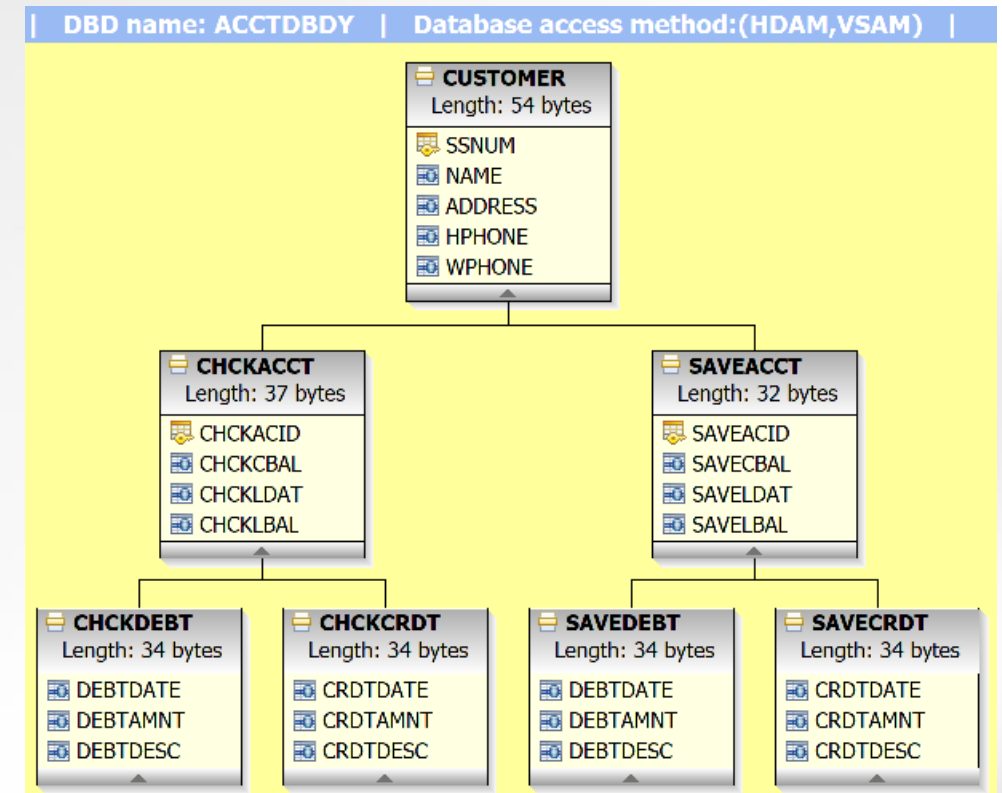 | DBD name: ACCTDBDY | Database access method:(HDAM,VSAM) |
CUSTOMER
Length: 54 bytes
SSNUM
NAME
ADDRESS
HPHONE
WPHONE
CHCKACCT
Length: 37 bytes
CHCKACID
CHCKCBAL
CHCKLDAT
CHCKLBAL
SAVEACCT
Length: 32 bytes
SAVEACID
SAVECBAL
SAVELDAT
SAVELBAL
CHCKDEBT
Length: 34 bytes
DEBTDATE
DEBTAMNT
DEBTDESC
CHCKCRDT
Length: 34 bytes
CRDTDATE
CRDTAMNT
CRDTDESC
SAVEDEBT
Length: 34 bytes
DEBTDATE
DEBTAMNT
DEBTDESC
SAVECRDT
Length: 34 bytes
CRDTDATE
CRDTAMNT
CRDTDESC